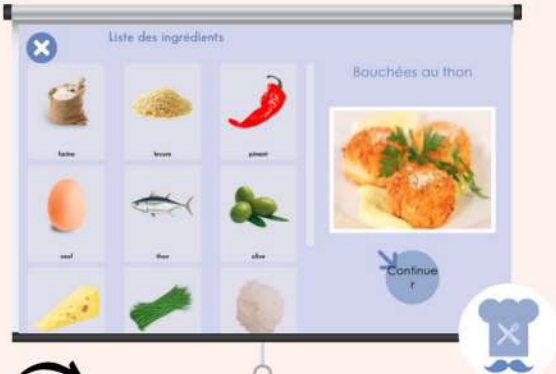 Liste des ingrédients
Bouchées au thon
farine
levure
piment
oeuf
thon
olive
Continue
r